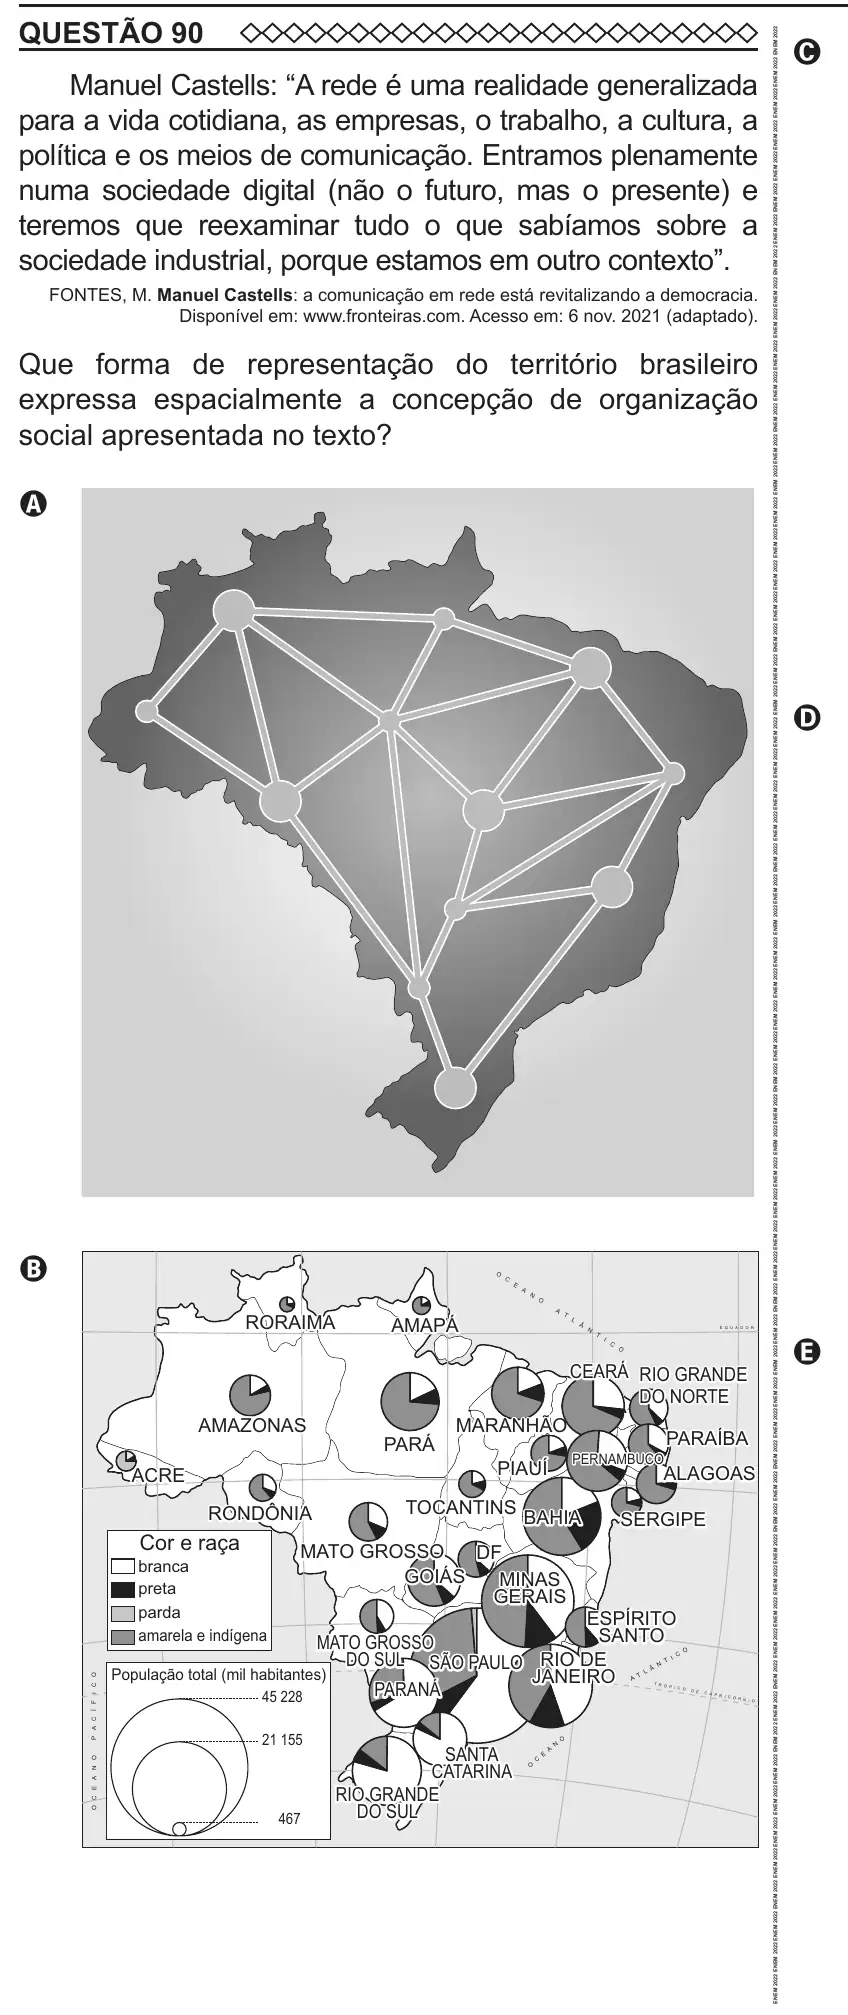 QUESTÃO 90
Manuel Castells: “A rede é uma realidade generalizada
para a vida cotidiana, as empresas, o trabalho, a cultura, a
política e os meios de comunicação. Entramos plenamente
numa sociedade digital (não o futuro, mas o presente) e
teremos que reexaminar tudo o que sabíamos sobre a
sociedade industrial, porque estamos em outro contexto”.
FONTES, M. Manuel Castells: a comunicação em rede está revitalizando a democracia.
Disponível em: www.fronteiras.com. Acesso em: 6 nov. 2021 (adaptado).
Que forma de representação do território brasileiro
expressa espacialmente a concepção de organização
social apresentada no texto?
A
B
OCEANO ATLÂNTICO
EQUADOR
RORAIMA
AMAPÁ
CEARÁ
RIO GRANDE
DO NORTE
AMAZONAS
PARÁ
MARANHÃO
PARAÍBA
PERNAMBUCO
PIAUÍ
ALAGOAS
ACRE
RONDÔNIA
TOCANTINS
BAHIA
SERGIPE
MATO GROSSO
DF
GOIÁS
MINAS
GERAIS
ESPÍRITO
SANTO
MATO GROSSO
DO SUL
SÃO PAULO
RIO DE
JANEIRO
PARANÁ
SANTA
CATARINA
RIO GRANDE
DO SUL
OCEANO ATLÂNTICO
TRÓPICO DE CAPRICÓRNIO
OCEANO PACÍFICO
Cor e raça
branca
preta
parda
amarela e indígena
População total (mil habitantes)
45 228
21 155
467
ENEM 2022
C
D
E